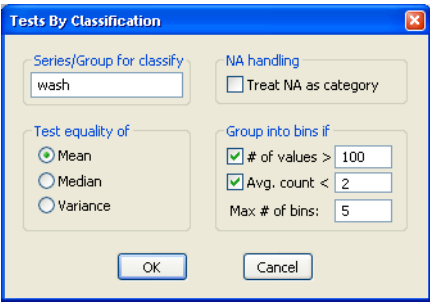 Tests By Classification
Series/Group for classify
wash
NA handling
Treat NA as category
Test equality of
Mean
Median
Variance
Group into bins if
# of values > 100
Avg. count < 2
Max # of bins: 5
OK
Cancel